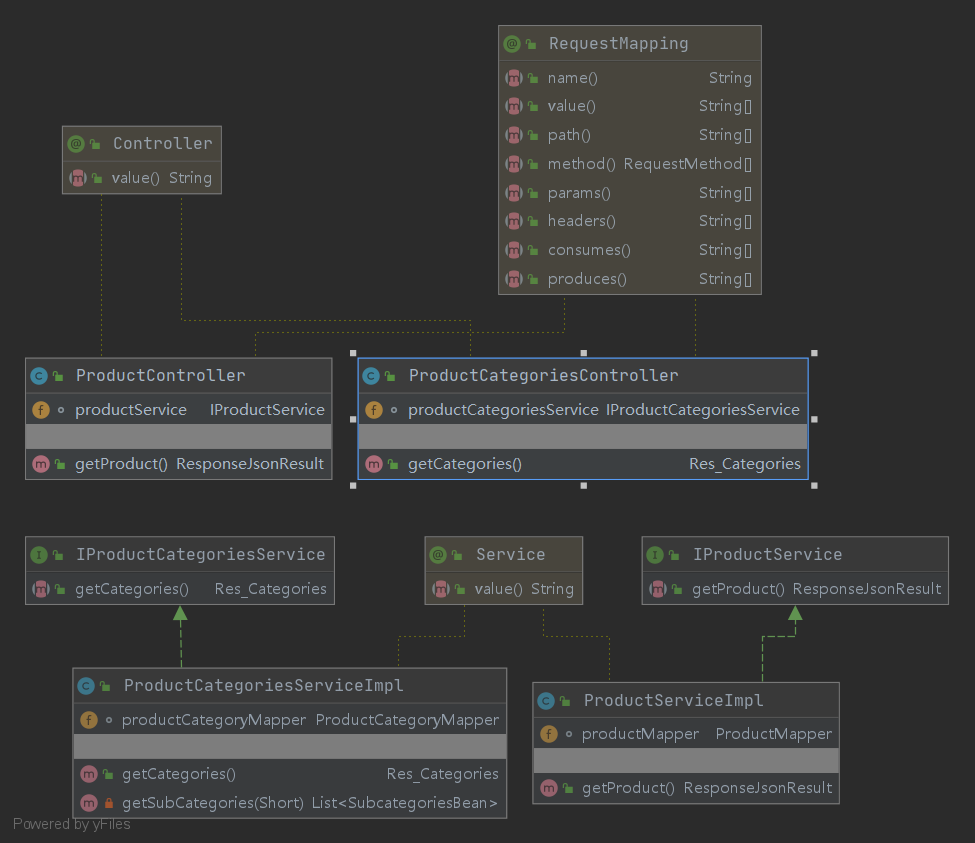 RequestMapping
name() String
value() String[]
path() String[]
method() RequestMethod[]
params() String[]
headers() String[]
consumes() String[]
produces() String[]
Controller
value() String
ProductController
productService IProductService
getProduct() ResponseJsonResult
ProductCategoriesController
productCategoriesService IProductCategoriesService
getCategories() Res_Categories
IProductCategoriesService
getCategories() Res_Categories
Service
value() String
IProductService
getProduct() ResponseJsonResult
ProductCategoriesServiceImpl
productCategoryMapper ProductCategoryMapper
getCategories() Res_Categories
getSubCategories(Short) List<SubcategoriesBean>
ProductServiceImpl
productMapper ProductMapper
getProduct() ResponseJsonResult
Powered by yFiles